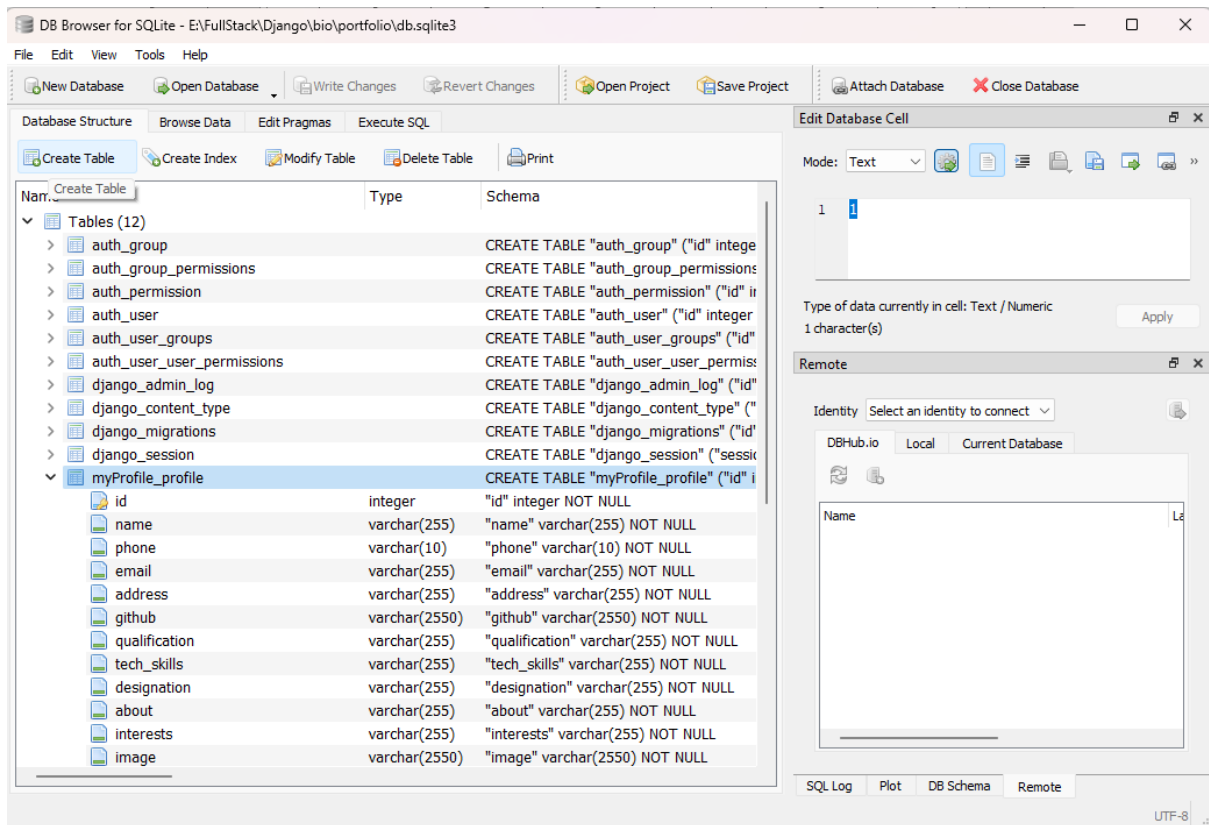 DB Browser for SQLite - E:\FullStack\Django\bio\portfolio\db.sqlite3
File Edit View Tools Help
New Database Open Database Write Changes Revert Changes Open Project Save Project Attach Database Close Database
Database Structure Browse Data Edit Pragmas Execute SQL
Create Table Create Index Modify Table Delete Table Print
Create Table
Type Schema
Tables (12)
auth_group CREATE TABLE "auth_group" ("id" intege
auth_group_permissions CREATE TABLE "auth_group_permissions
auth_permission CREATE TABLE "auth_permission" ("id" in
auth_user CREATE TABLE "auth_user" ("id" integer
auth_user_groups CREATE TABLE "auth_user_groups" ("id"
auth_user_user_permissions CREATE TABLE "auth_user_user_permiss
django_admin_log CREATE TABLE "django_admin_log" ("id"
django_content_type CREATE TABLE "django_content_type" ("
django_migrations CREATE TABLE "django_migrations" ("id"
django_session CREATE TABLE "django_session" ("sessio
myProfile_profile CREATE TABLE "myProfile_profile" ("id" i
id integer "id" integer NOT NULL
name varchar(255) "name" varchar(255) NOT NULL
phone varchar(10) "phone" varchar(10) NOT NULL
email varchar(255) "email" varchar(255) NOT NULL
address varchar(255) "address" varchar(255) NOT NULL
github varchar(2550) "github" varchar(2550) NOT NULL
qualification varchar(255) "qualification" varchar(255) NOT NULL
tech_skills varchar(255) "tech_skills" varchar(255) NOT NULL
designation varchar(255) "designation" varchar(255) NOT NULL
about varchar(255) "about" varchar(255) NOT NULL
interests varchar(255) "interests" varchar(255) NOT NULL
image varchar(2550) "image" varchar(2550) NOT NULL
Edit Database Cell
Mode: Text
1 1
Type of data currently in cell: Text / Numeric
1 character(s)
Apply
Remote
Identity Select an identity to connect
DBHub.io Local Current Database
Name
SQL Log Plot DB Schema Remote
UTF-8